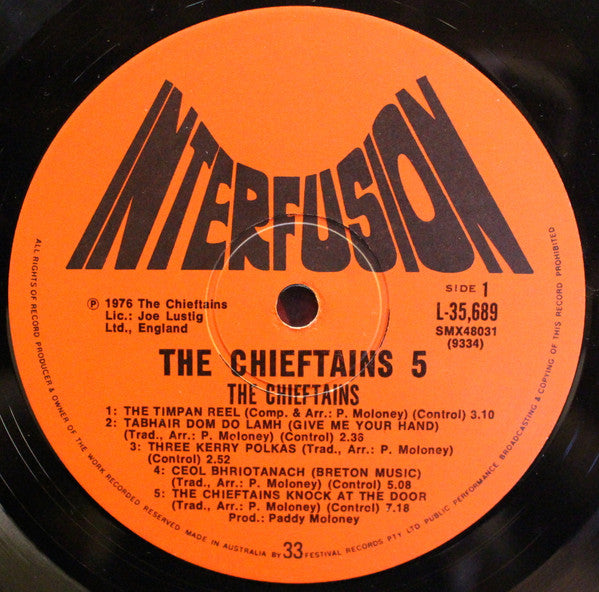 INTERFUSION
℗ 1976 The Chieftains
Lic.: Joe Lustig
Ltd., England
SIDE 1
L-35,689
SMX48031
(9334)
THE CHIEFTAINS 5
THE CHIEFTAINS
1: THE TIMPAN REEL (Comp. & Arr.: P. Moloney) (Control) 3.10
2: TABHAIR DOM DO LAMH (GIVE ME YOUR HAND)
(Trad., Arr.: P. Moloney) (Control) 2.36
3: THREE KERRY POLKAS (Trad., Arr.: P. Moloney)
(Control) 2.52
4: CEOL BHRIOTANACH (BRETON MUSIC)
(Trad., Arr.: P. Moloney) (Control) 5.08
5: THE CHIEFTAINS KNOCK AT THE DOOR
(Trad., Arr.: P. Moloney) (Control) 7.18
Prod.: Paddy Moloney
33
ALL RIGHTS OF RECORD PRODUCER & OWNER OF THE WORK RECORDED RESERVED MADE IN AUSTRALIA BY FESTIVAL RECORDS PTY LTD PUBLIC PERFORMANCE BROADCASTING & COPYING OF THIS RECORD PROHIBITED